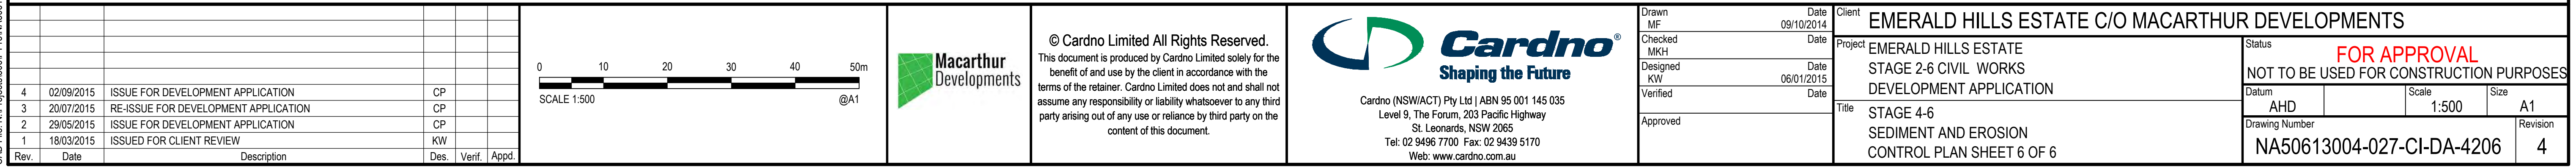 4 02/09/2015 ISSUE FOR DEVELOPMENT APPLICATION CP
3 20/07/2015 RE-ISSUE FOR DEVELOPMENT APPLICATION CP
2 29/05/2015 ISSUE FOR DEVELOPMENT APPLICATION CP
1 18/03/2015 ISSUED FOR CLIENT REVIEW KW
Rev. Date Description Des. Verif. Appd.
0 10 20 30 40 50m
SCALE 1:500 @A1
Macarthur
Developments
© Cardno Limited All Rights Reserved.
This document is produced by Cardno Limited solely for the
benefit of and use by the client in accordance with the
terms of the retainer. Cardno Limited does not and shall not
assume any responsibility or liability whatsoever to any third
party arising out of any use or reliance by third party on the
content of this document.
Cardno®
Shaping the Future
Cardno (NSW/ACT) Pty Ltd | ABN 95 001 145 035
Level 9, The Forum, 203 Pacific Highway
St. Leonards, NSW 2065
Tel: 02 9496 7700 Fax: 02 9439 5170
Web: www.cardno.com.au
Drawn Date
MF 09/10/2014
Checked Date
MKH
Designed Date
KW 06/01/2015
Verified Date
Approved
Client EMERALD HILLS ESTATE C/O MACARTHUR DEVELOPMENTS
Project EMERALD HILLS ESTATE
STAGE 2-6 CIVIL WORKS
DEVELOPMENT APPLICATION
Title STAGE 4-6
SEDIMENT AND EROSION
CONTROL PLAN SHEET 6 OF 6
Status
FOR APPROVAL
NOT TO BE USED FOR CONSTRUCTION PURPOSES
Datum Scale Size
AHD 1:500 A1
Drawing Number Revision
NA50613004-027-CI-DA-4206 4